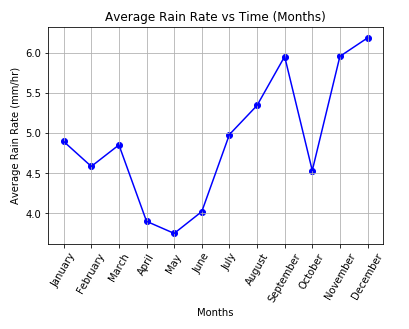 Average Rain Rate vs Time (Months)
Average Rain Rate (mm/hr)
6.0
5.5
5.0
4.5
4.0
January
February
March
April
May
June
July
August
September
October
November
December
Months